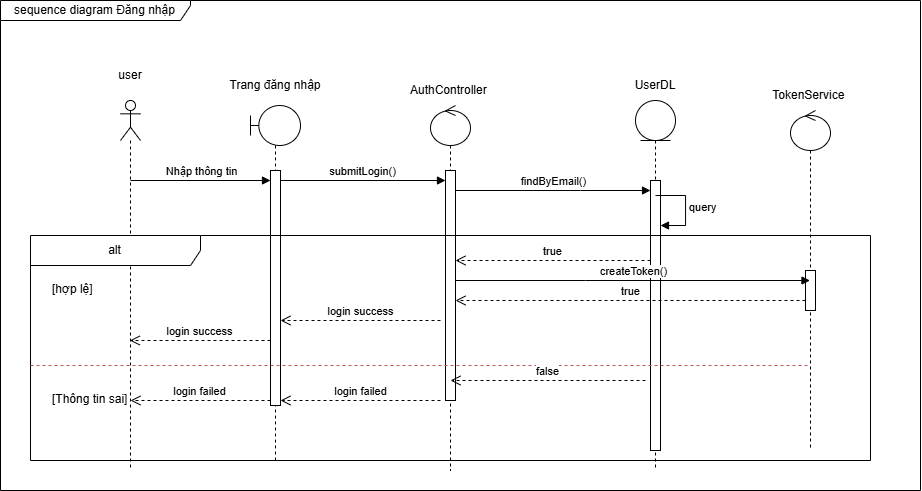 sequence diagram Đăng nhập
user
Trang đăng nhập
AuthController
UserDL
TokenService
Nhập thông tin
submitLogin()
findByEmail()
query
alt
true
createToken()
[hợp lệ]
true
login success
login success
false
[Thông tin sai]
login failed
login failed